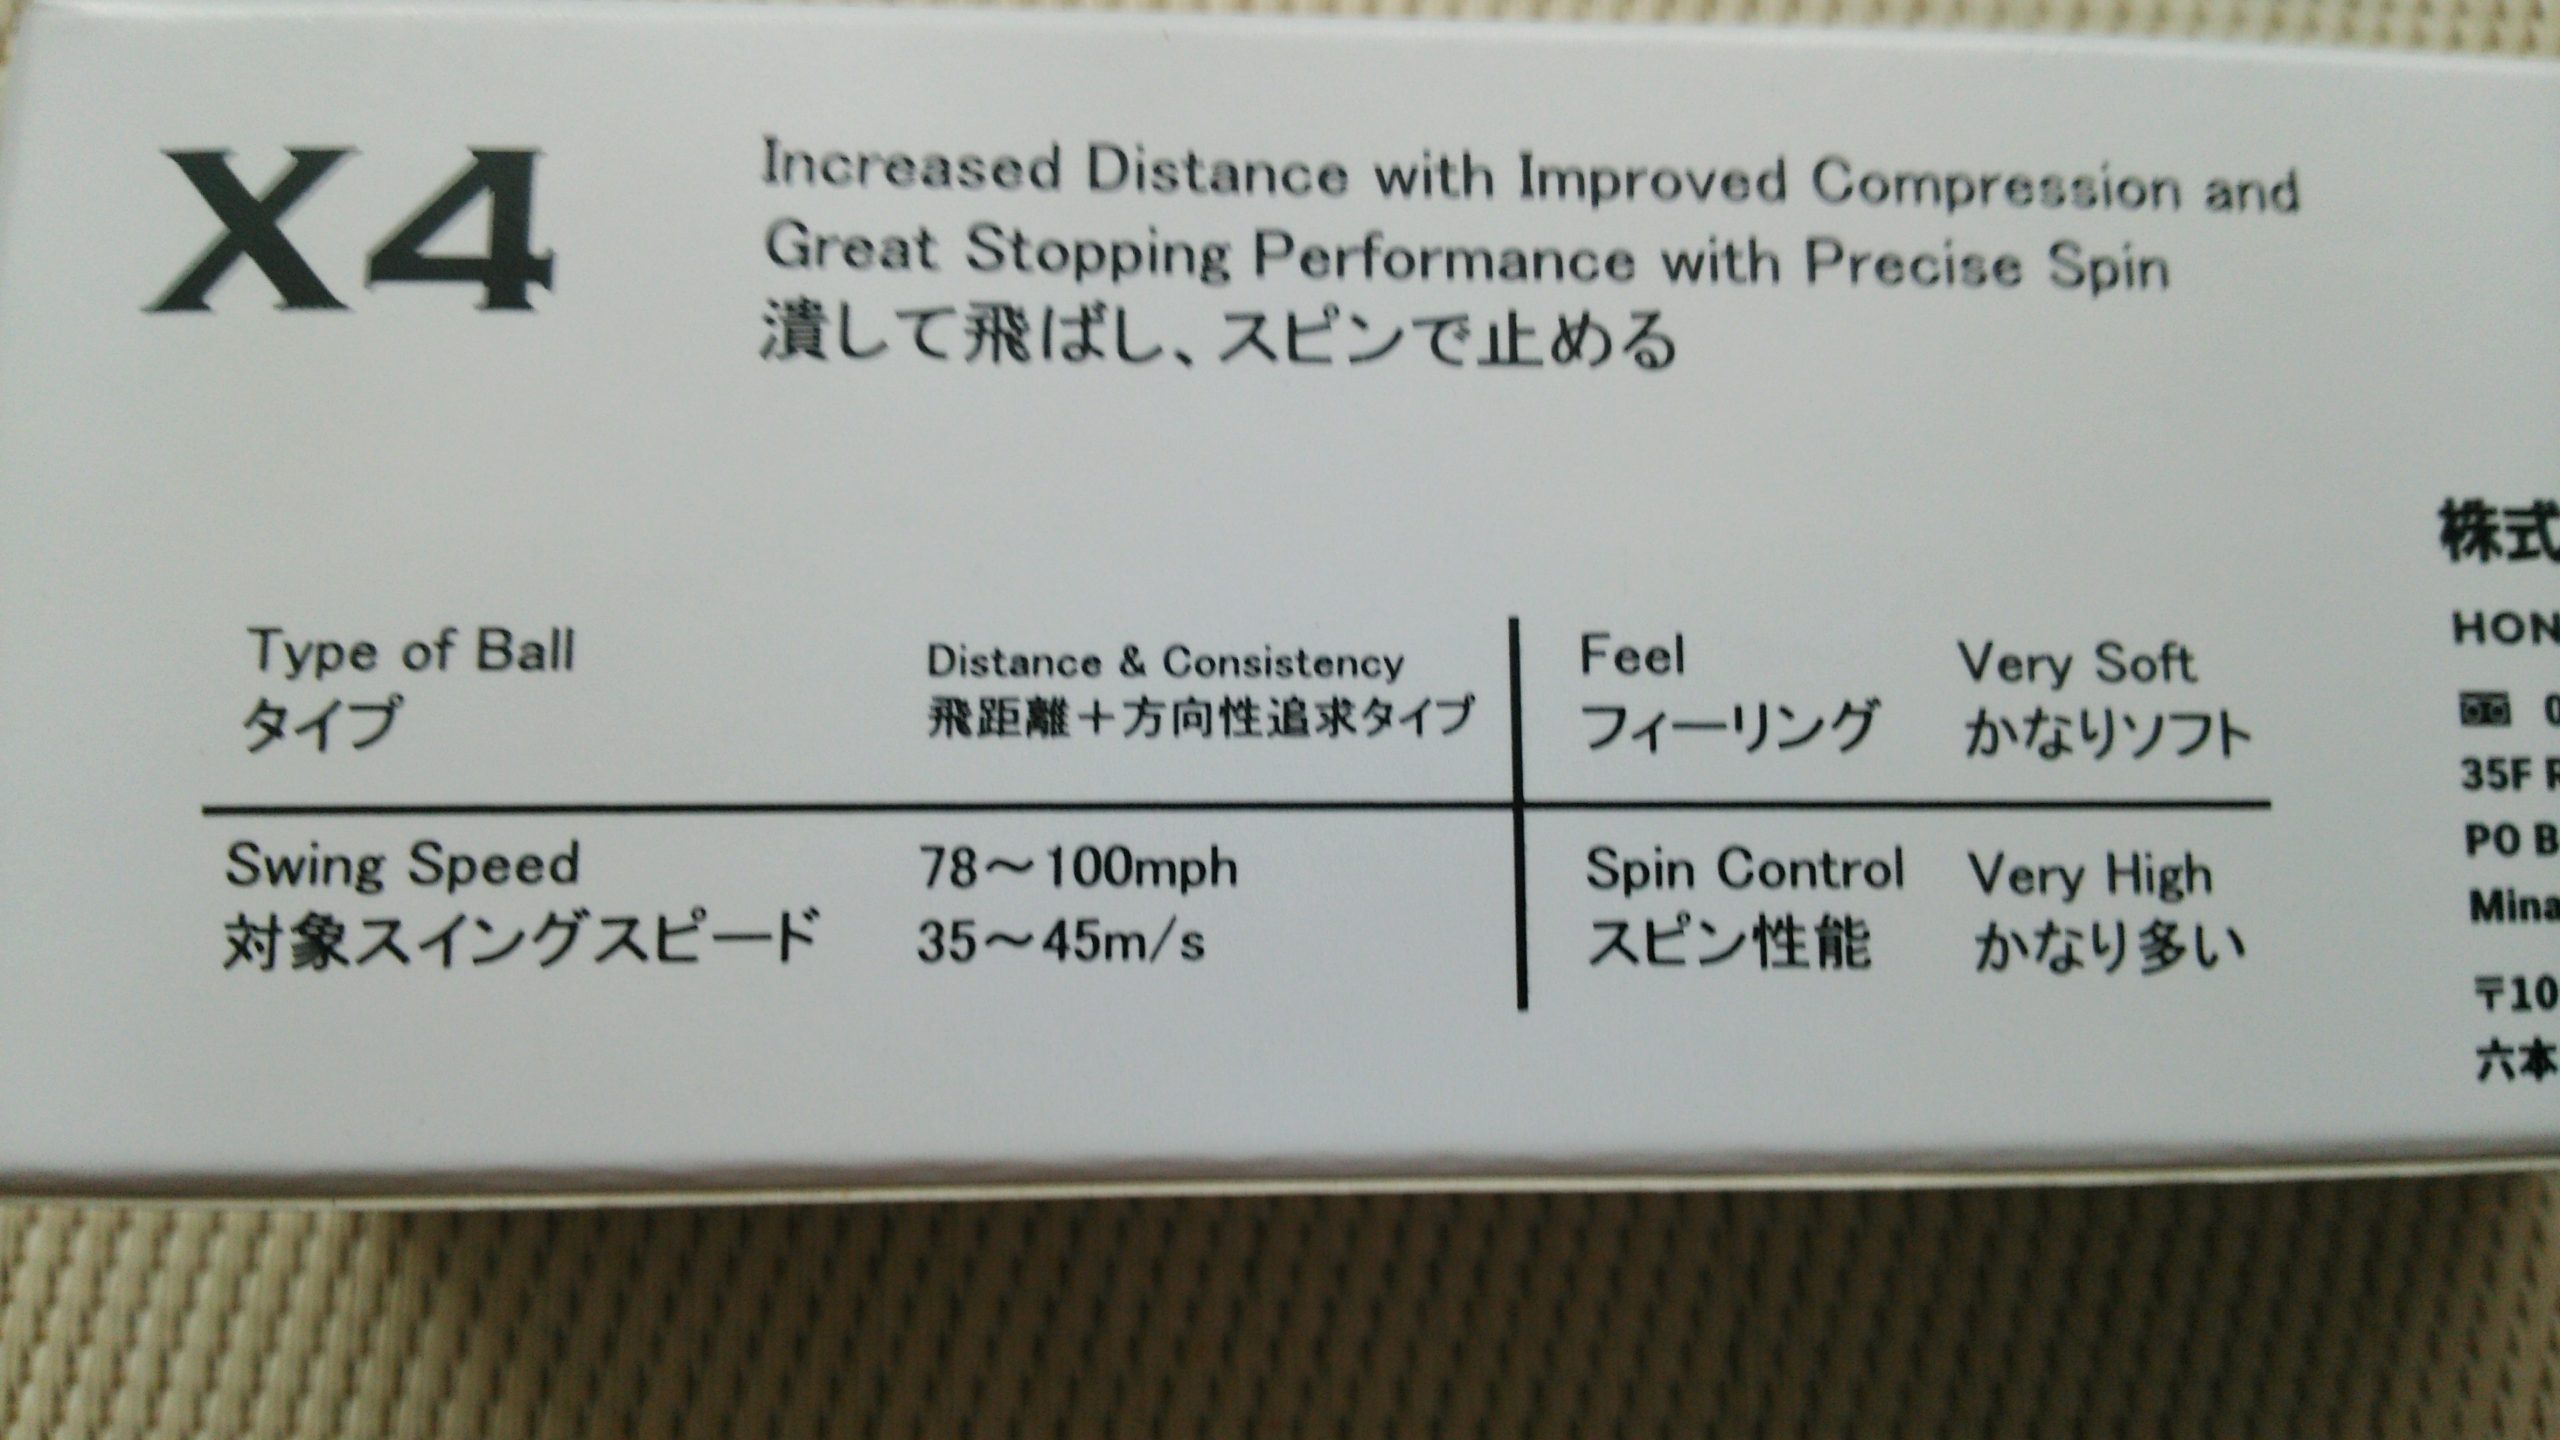 X4
Increased Distance with Improved Compression and
Great Stopping Performance with Precise Spin
潰して飛ばし、スピンで止める
Type of Ball
タイプ
Distance & Consistency
飛距離＋方向性追求タイプ
Feel
フィーリング
Very Soft
かなりソフト
Swing Speed
対象スイングスピード
78～100mph
35～45m/s
Spin Control
スピン性能
Very High
かなり多い
株式
HON
35F
PO B
Mina
〒10
六本